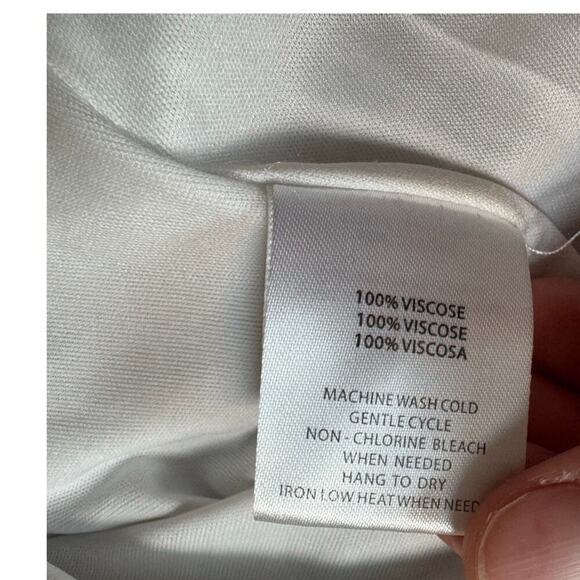 100% VISCOSE
100% VISCOSE
100% VISCOSA
MACHINE WASH COLD
GENTLE CYCLE
NON - CHLORINE BLEACH
WHEN NEEDED
HANG TO DRY
IRON LOW HEAT WHEN NEED